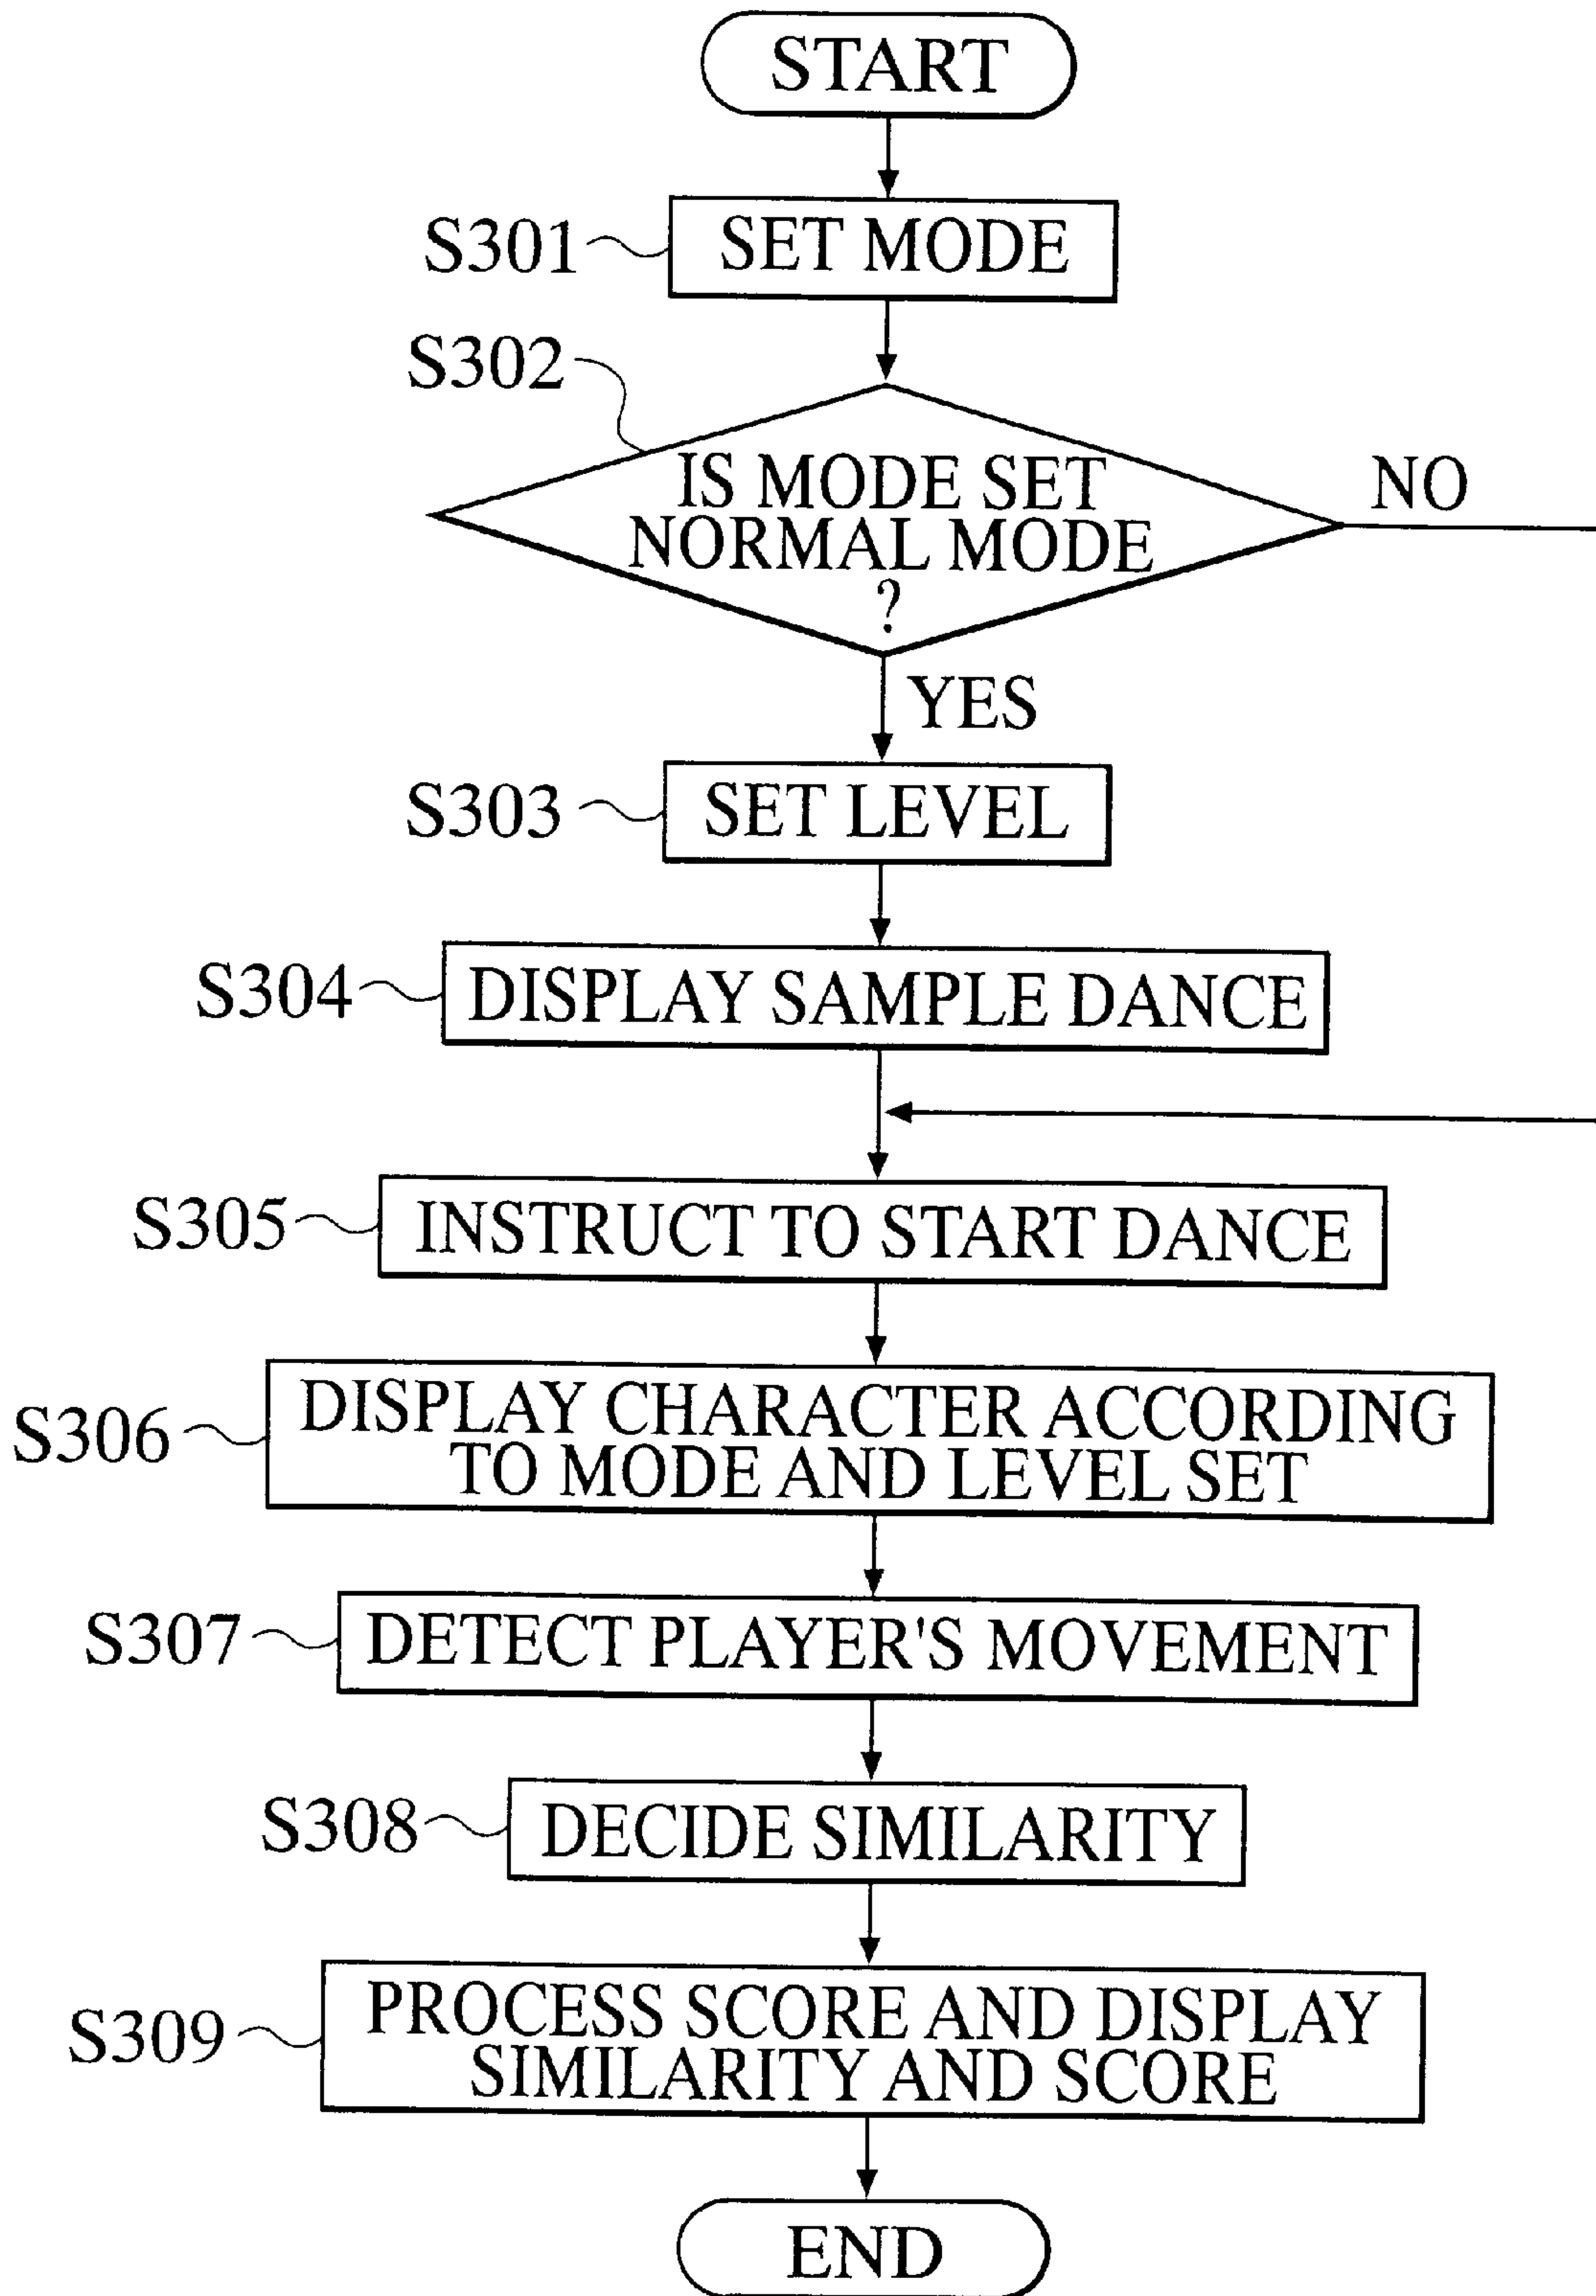 START
S301
SET MODE
S302
IS MODE SET
NORMAL MODE
?
NO
YES
S303
SET LEVEL
S304
DISPLAY SAMPLE DANCE
S305
INSTRUCT TO START DANCE
S306
DISPLAY CHARACTER ACCORDING
TO MODE AND LEVEL SET
S307
DETECT PLAYER'S MOVEMENT
S308
DECIDE SIMILARITY
S309
PROCESS SCORE AND DISPLAY
SIMILARITY AND SCORE
END